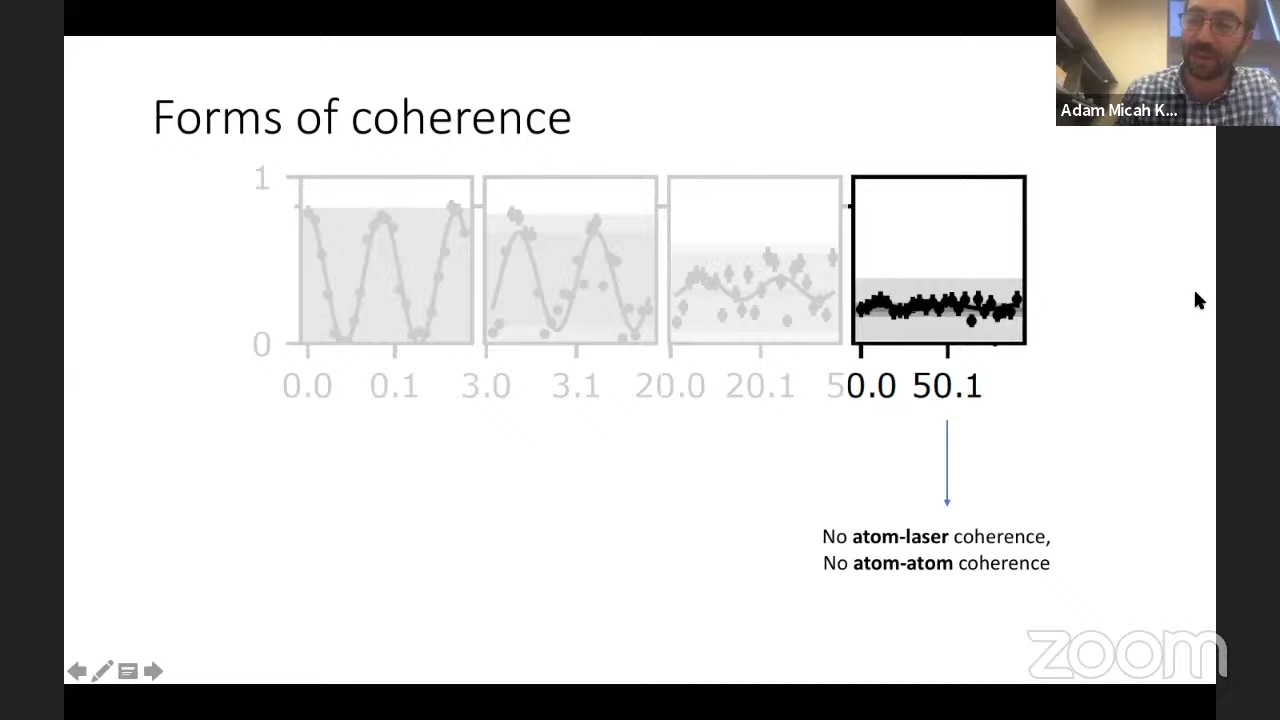 Forms of coherence
1
0
0.0 0.1 3.0 3.1 20.0 20.1 50.0 50.1
No atom-laser coherence,
No atom-atom coherence
Adam Micah K...
zoom